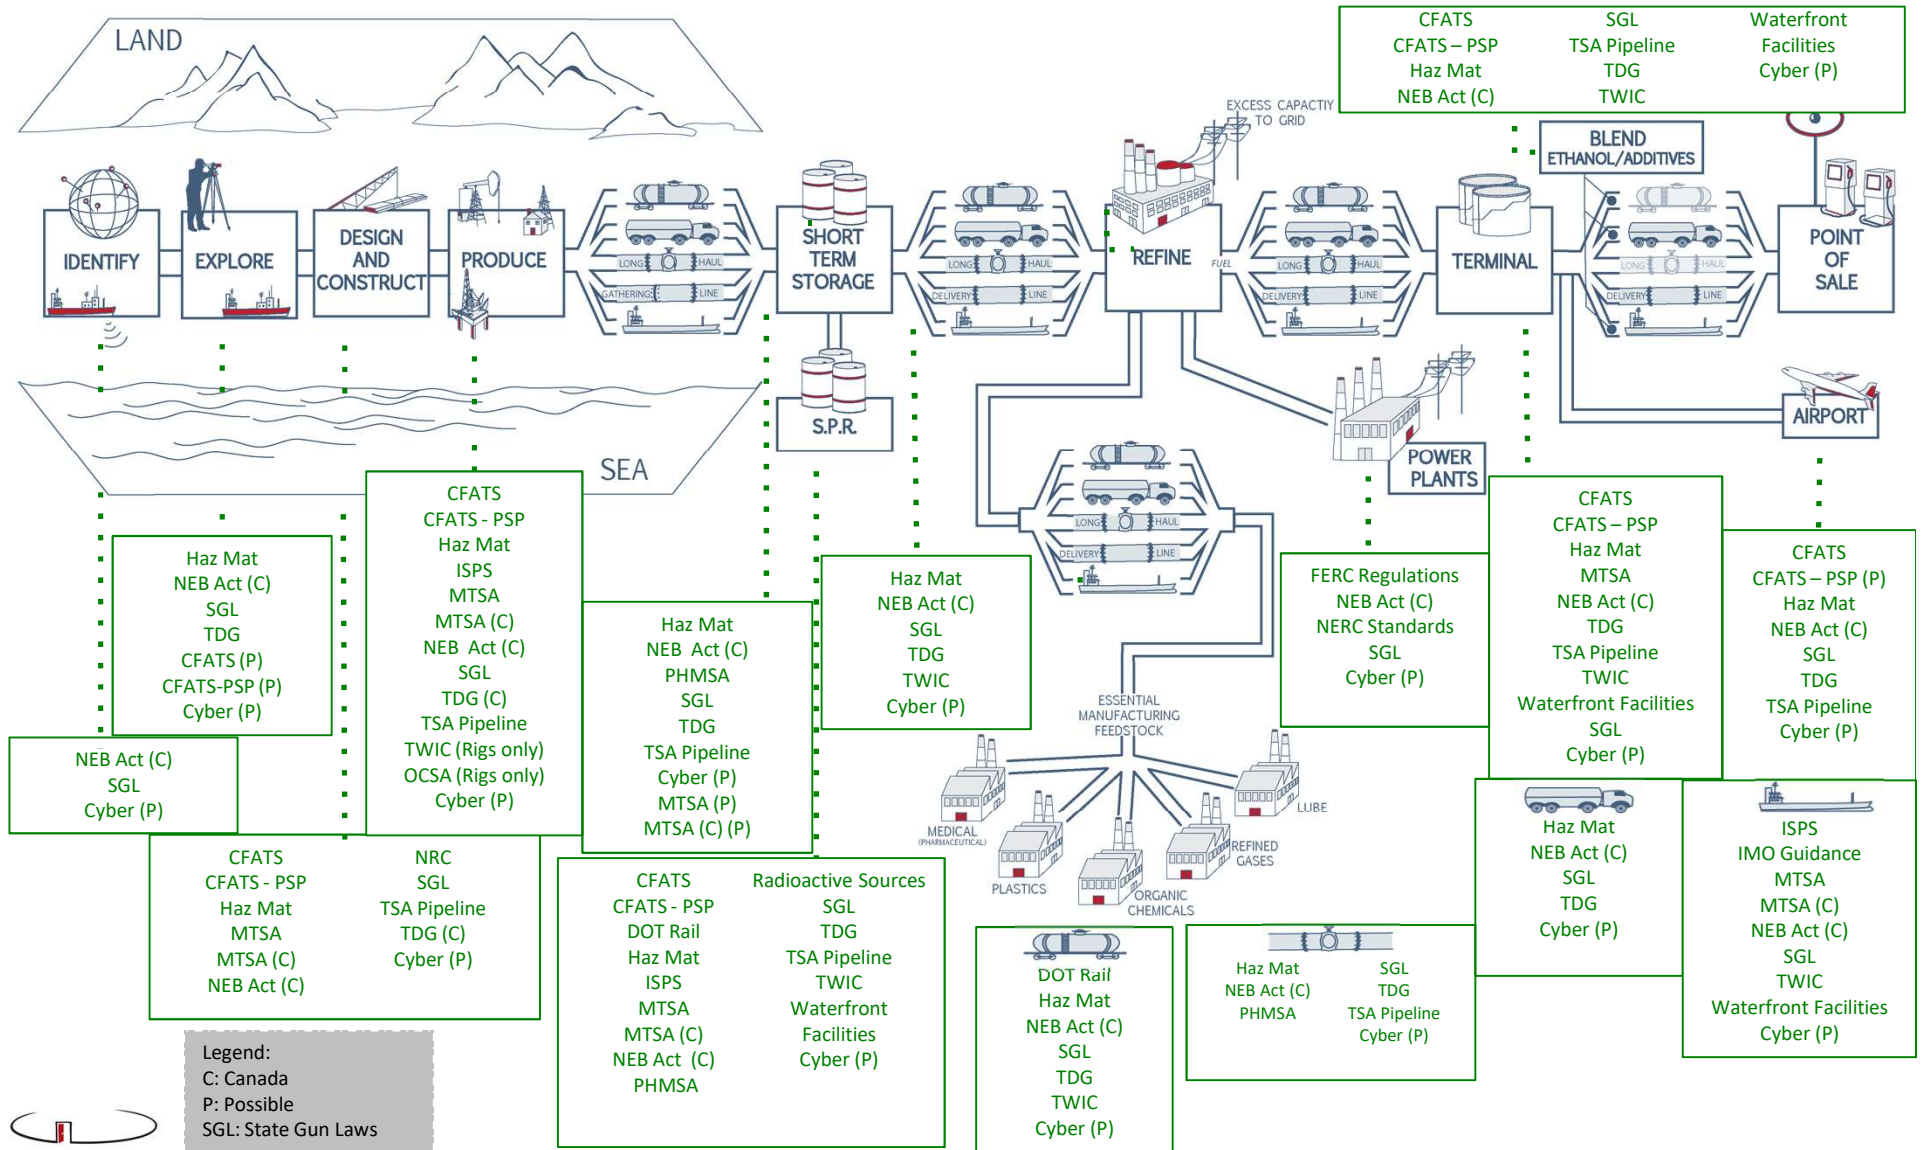 LAND
CFATS
CFATS – PSP
Haz Mat
NEB Act (C)
SGL
TSA Pipeline
TDG
TWIC
Waterfront
Facilities
Cyber (P)
EXCESS CAPACTIY
TO GRID
BLEND
ETHANOL/ADDITIVES
IDENTIFY
EXPLORE
DESIGN
AND
CONSTRUCT
PRODUCE
LONG HAUL
GATHERING LINE
SHORT
TERM
STORAGE
LONG HAUL
DELIVERY LINE
REFINE
FUEL
LONG HAUL
DELIVERY LINE
TERMINAL
LONG HAUL
DELIVERY LINE
POINT
OF
SALE
S.P.R.
AIRPORT
SEA
POWER
PLANTS
LONG HAUL
DELIVERY LINE
Haz Mat
NEB Act (C)
SGL
TDG
CFATS (P)
CFATS-PSP (P)
Cyber (P)
NEB Act (C)
SGL
Cyber (P)
CFATS
CFATS - PSP
Haz Mat
ISPS
MTSA
MTSA (C)
NEB Act (C)
SGL
TDG (C)
TSA Pipeline
TWIC (Rigs only)
OCSA (Rigs only)
Cyber (P)
Haz Mat
NEB Act (C)
PHMSA
SGL
TDG
TSA Pipeline
Cyber (P)
MTSA (P)
MTSA (C) (P)
Haz Mat
NEB Act (C)
SGL
TDG
TWIC
Cyber (P)
FERC Regulations
NEB Act (C)
NERC Standards
SGL
Cyber (P)
CFATS
CFATS – PSP
Haz Mat
MTSA
NEB Act (C)
TDG
TSA Pipeline
TWIC
Waterfront Facilities
SGL
Cyber (P)
CFATS
CFATS – PSP (P)
Haz Mat
NEB Act (C)
SGL
TDG
TSA Pipeline
Cyber (P)
ESSENTIAL
MANUFACTURING
FEEDSTOCK
MEDICAL
(PHARMACEUTICAL)
PLASTICS
ORGANIC
CHEMICALS
REFINED
GASES
LUBE
CFATS
CFATS - PSP
Haz Mat
MTSA
MTSA (C)
NEB Act (C)
NRC
SGL
TSA Pipeline
TDG (C)
Cyber (P)
CFATS
CFATS - PSP
DOT Rail
Haz Mat
ISPS
MTSA
MTSA (C)
NEB Act (C)
PHMSA
Radioactive Sources
SGL
TDG
TSA Pipeline
TWIC
Waterfront
Facilities
Cyber (P)
DOT Rail
Haz Mat
NEB Act (C)
SGL
TDG
TWIC
Cyber (P)
Haz Mat
NEB Act (C)
PHMSA
SGL
TDG
TSA Pipeline
Cyber (P)
Haz Mat
NEB Act (C)
SGL
TDG
Cyber (P)
ISPS
IMO Guidance
MTSA
MTSA (C)
NEB Act (C)
SGL
TWIC
Waterfront Facilities
Cyber (P)
Legend:
C: Canada
P: Possible
SGL: State Gun Laws